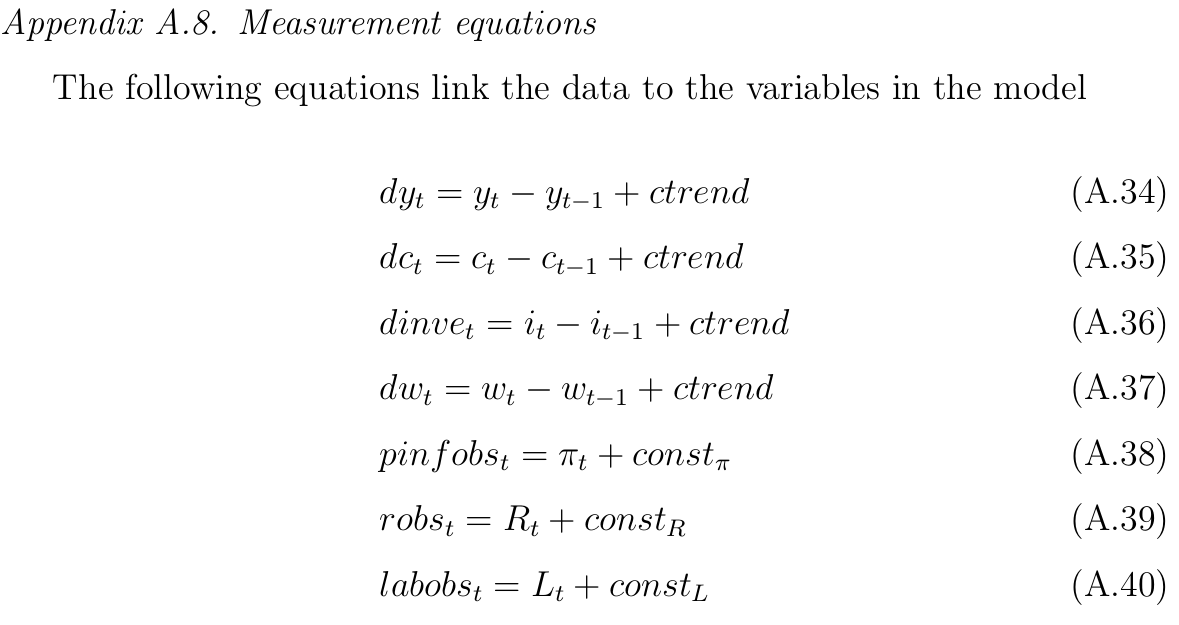 Appendix A.8. Measurement equations
The following equations link the data to the variables in the model
$dy_t = y_t - y_{t-1} + ctrend$ (A.34)
$dc_t = c_t - c_{t-1} + ctrend$ (A.35)
$dinve_t = i_t - i_{t-1} + ctrend$ (A.36)
$dw_t = w_t - w_{t-1} + ctrend$ (A.37)
$pinfobs_t = \pi_t + const_\pi$ (A.38)
$robs_t = R_t + const_R$ (A.39)
$labobs_t = L_t + const_L$ (A.40)